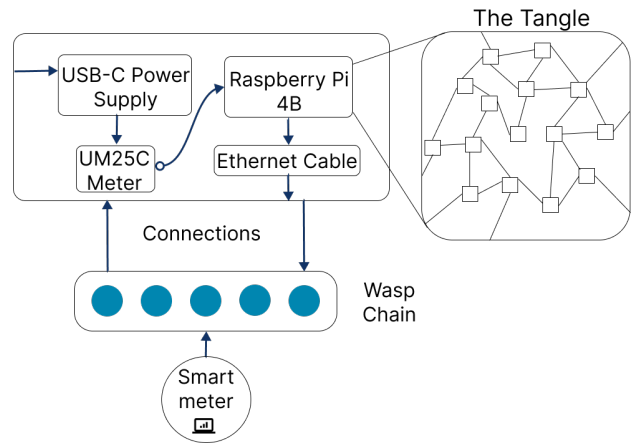 The Tangle
USB-C Power
Supply
Raspberry Pi
4B
UM25C
Meter
Ethernet Cable
Connections
Wasp
Chain
Smart
meter